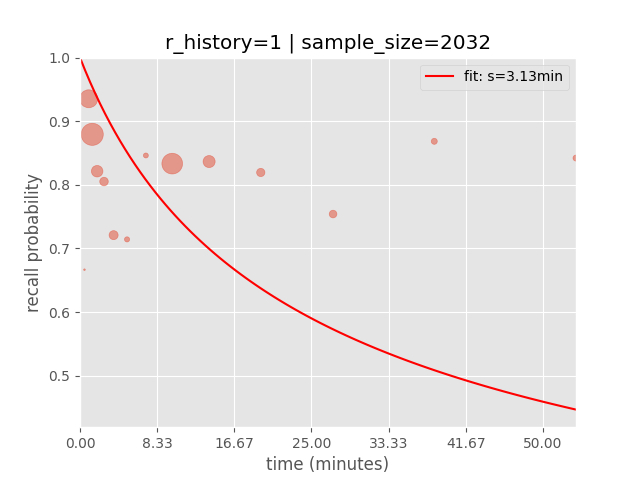 r_history=1 | sample_size=2032
fit: s=3.13min
recall probability
1.0
0.9
0.8
0.7
0.6
0.5
0.00 8.33 16.67 25.00 33.33 41.67 50.00
time (minutes)